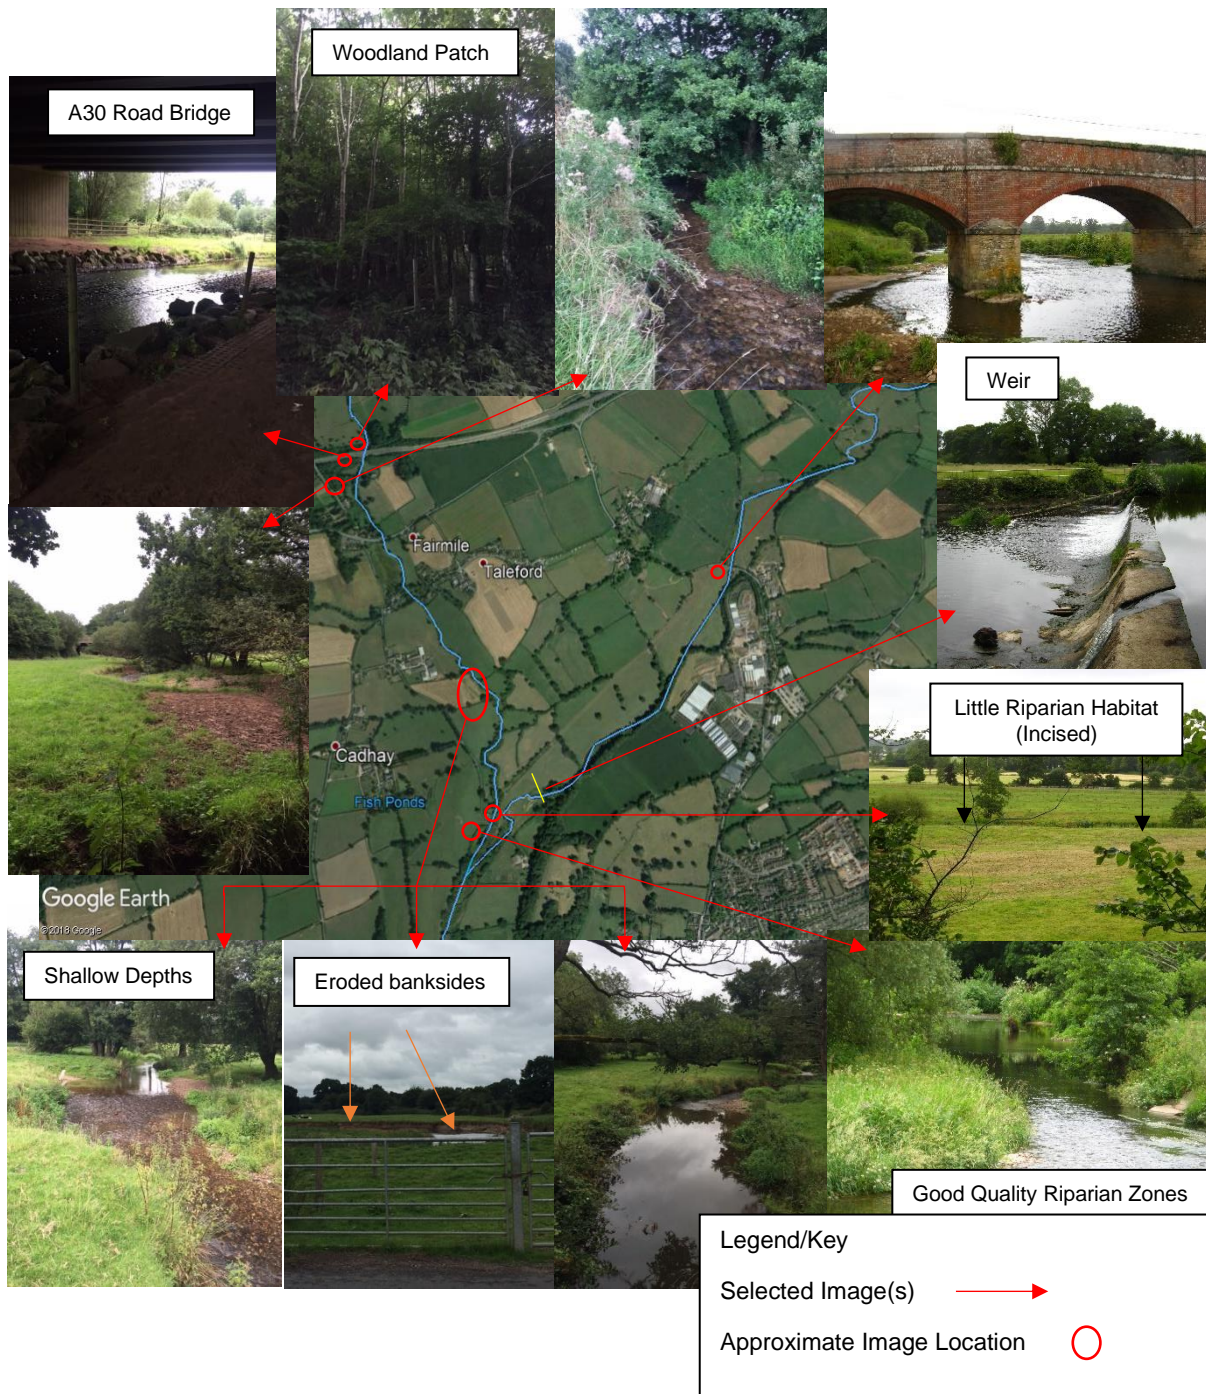 Woodland Patch
A30 Road Bridge
Weir
Fairmile
Taleford
Little Riparian Habitat
(Incised)
Cadhay
Fish Ponds
Google Earth
©2018 Google
Shallow Depths
Eroded banksides
Good Quality Riparian Zones
Legend/Key
Selected Image(s)
Approximate Image Location